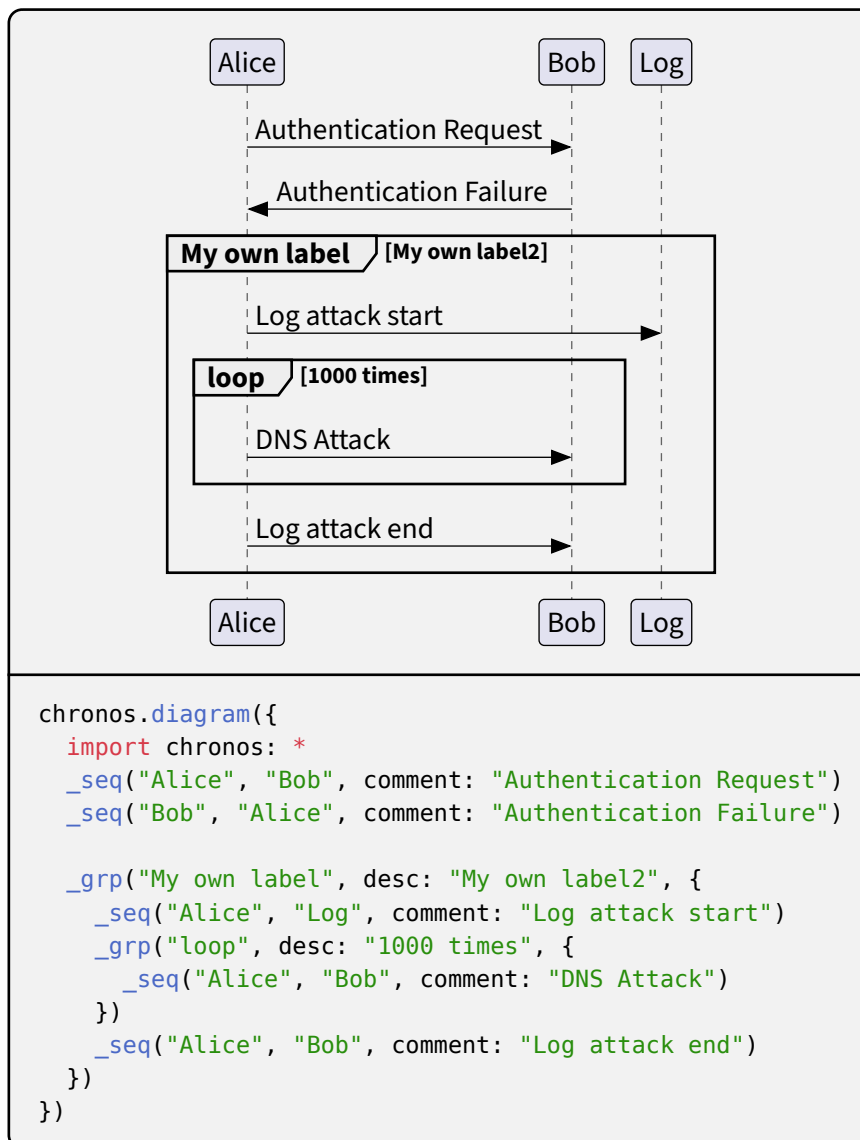 Alice Bob Log
Authentication Request
Authentication Failure
My own label [My own label2]
Log attack start
loop [1000 times]
DNS Attack
Log attack end
Alice Bob Log
chronos.diagram({
  import chronos: *
  _seq("Alice", "Bob", comment: "Authentication Request")
  _seq("Bob", "Alice", comment: "Authentication Failure")

  _grp("My own label", desc: "My own label2", {
    _seq("Alice", "Log", comment: "Log attack start")
    _grp("loop", desc: "1000 times", {
      _seq("Alice", "Bob", comment: "DNS Attack")
    })
    _seq("Alice", "Bob", comment: "Log attack end")
  })
})